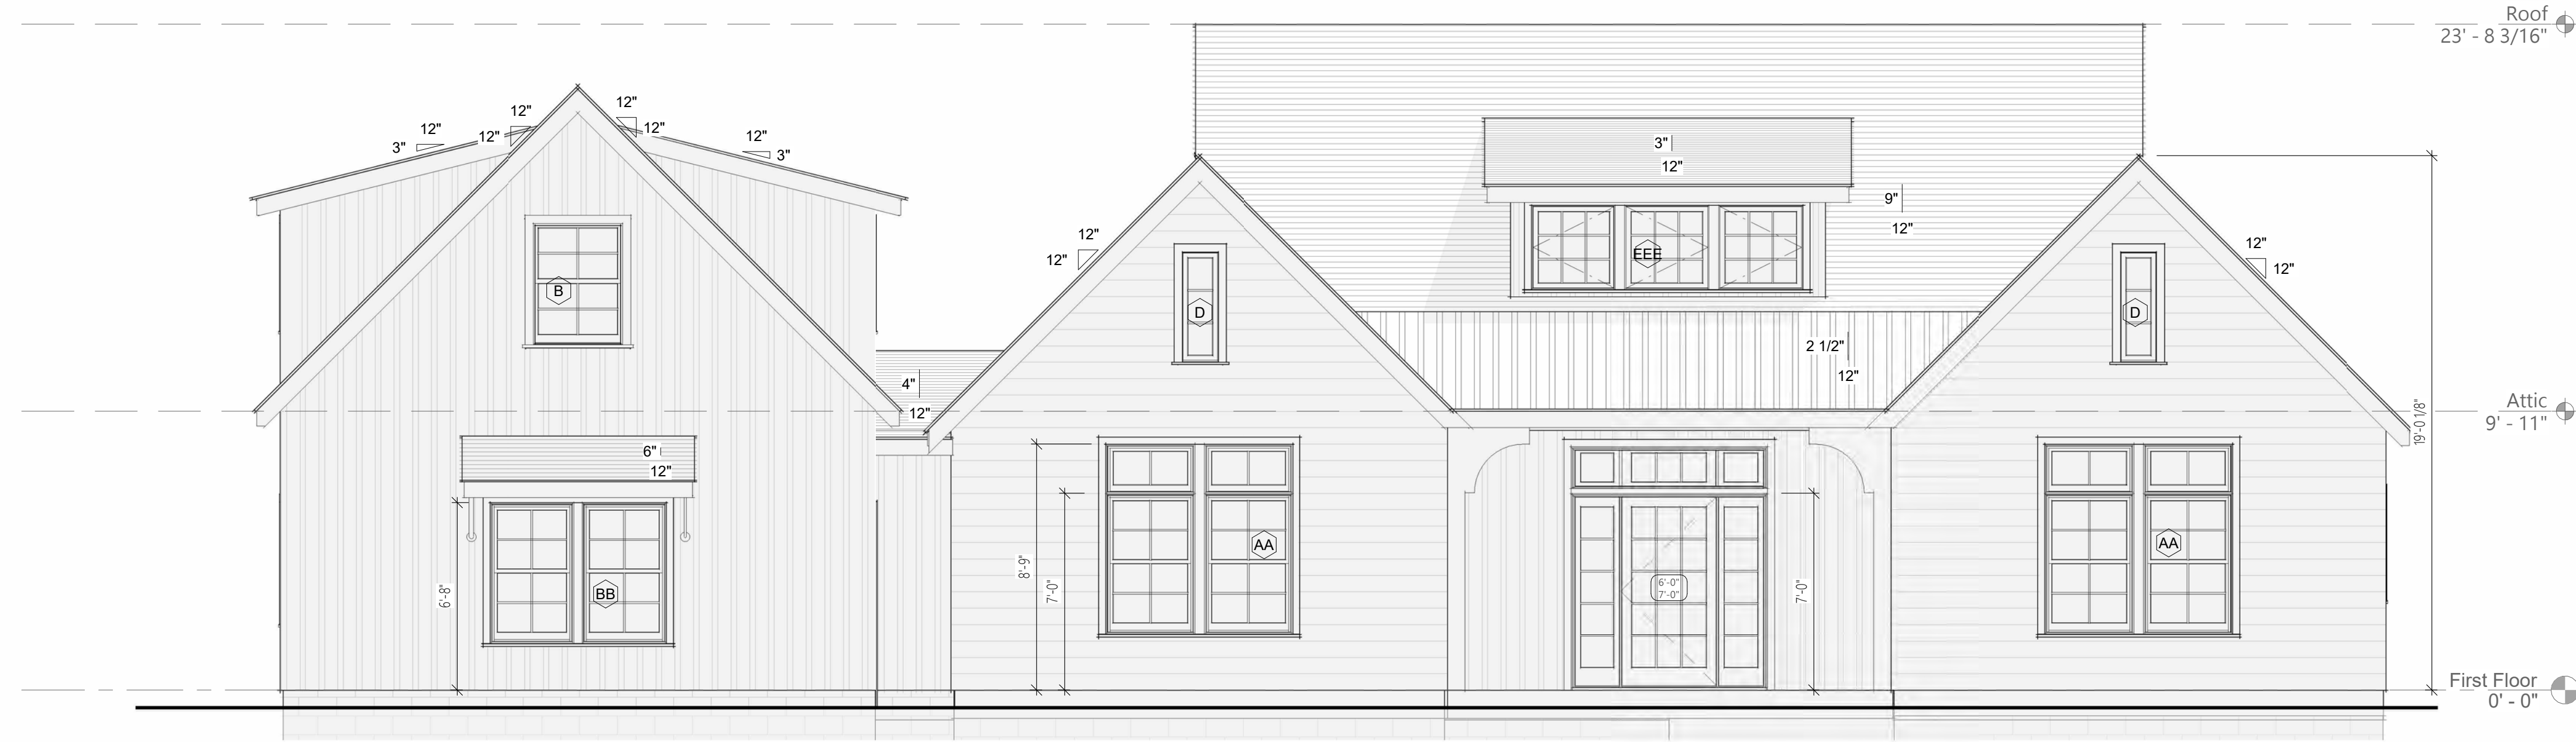 Roof
23' - 8 3/16"
12"
12"
12"
12"
12"
3"
12"
3"
3"
12"
9"
12"
12"
12"
12"
12"
B
EEE
D
D
2 1/2"
12"
4"
12"
Attic
9' - 11"
19'-0 1/8"
6"
12"
6'-8"
BB
8'-9"
7'-0"
AA
6'-0"
7'-0"
7'-0"
AA
First Floor
0' - 0"